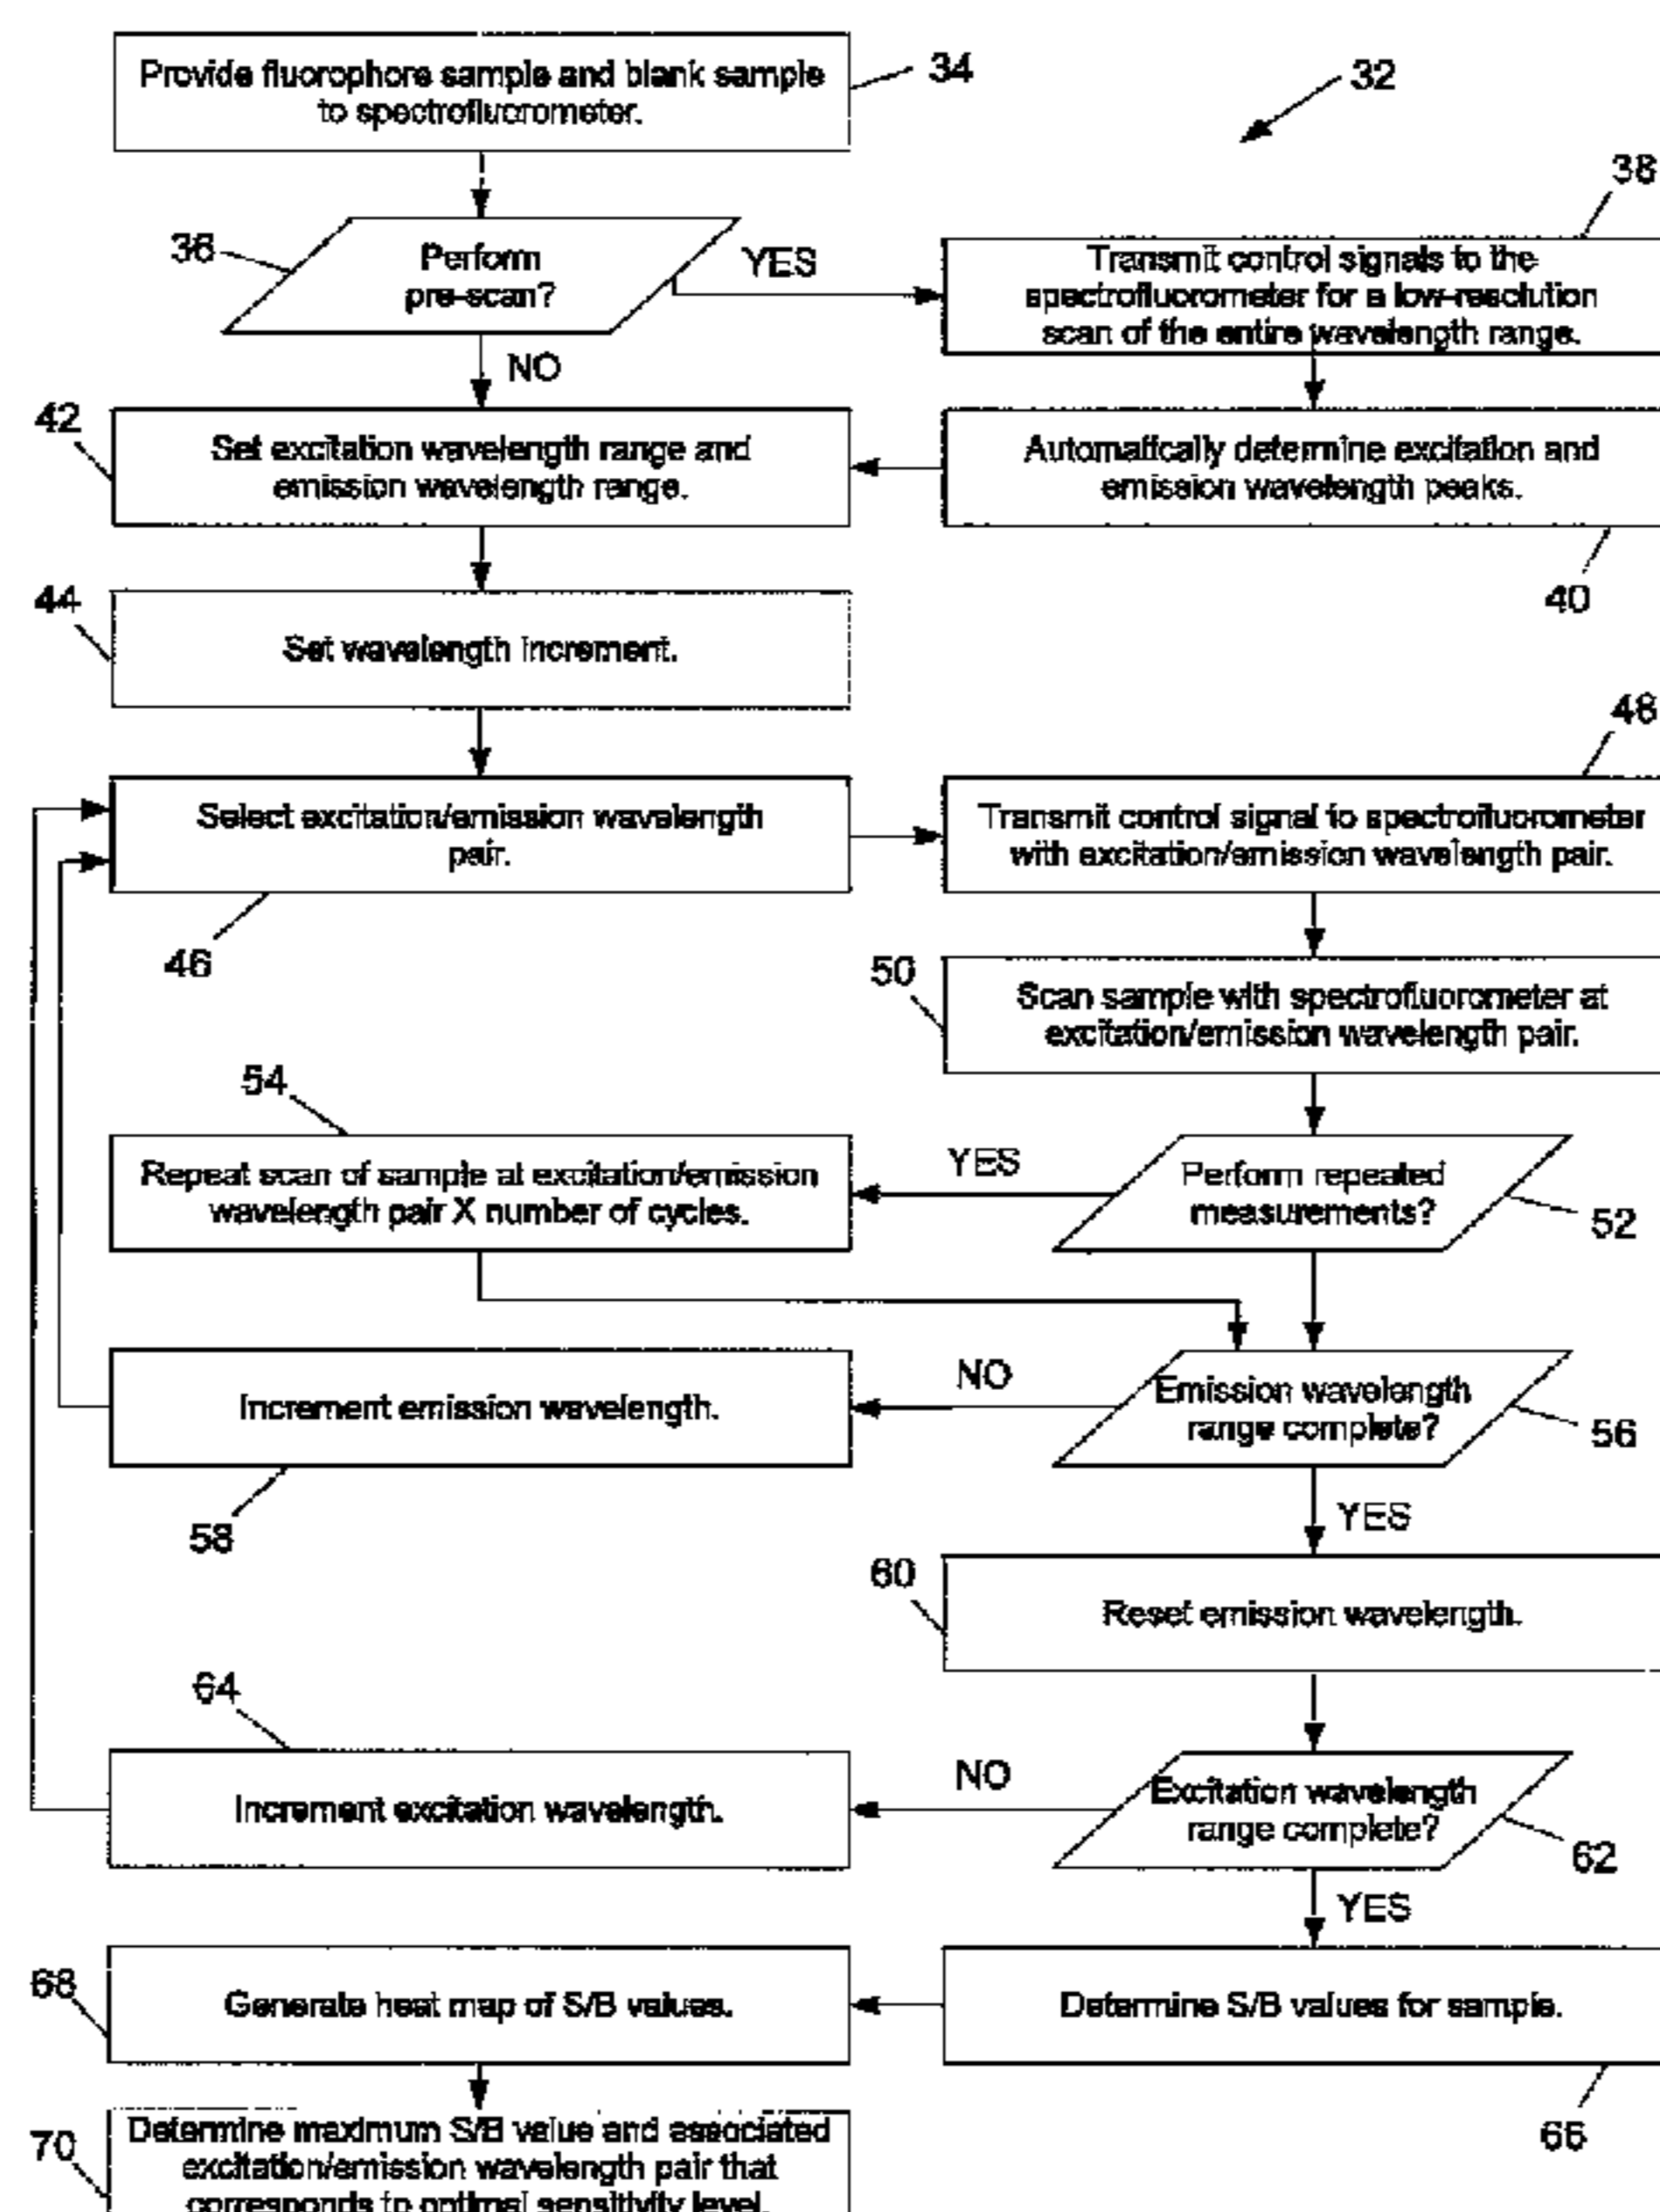 Provide fluorophore sample and blank sample
to spectrofluorometer.
34
32
38
36
Perform
pre-scan?
YES
Transmit control signals to the
spectrofluorometer for a low-resolution
scan of the entire wavelength range.
NO
42
Set excitation wavelength range and
emission wavelength range.
Automatically determine excitation and
emission wavelength peaks.
40
44
Set wavelength increment.
48
Select excitation/emission wavelength
pair.
46
Transmit control signal to spectrofluorometer
with excitation/emission wavelength pair.
50
Scan sample with spectrofluorometer at
excitation/emission wavelength pair.
54
Repeat scan of sample at excitation/emission
wavelength pair X number of cycles.
YES
Perform repeated
measurements?
52
Increment emission wavelength.
58
NO
Emission wavelength
range complete?
56
YES
60
Reset emission wavelength.
64
Increment excitation wavelength.
NO
Excitation wavelength
range complete?
62
YES
68
Generate heat map of S/B values.
Determine S/B values for sample.
66
70
Determine maximum S/B value and associated
excitation/emission wavelength pair that
corresponds to optimal sensitivity level.